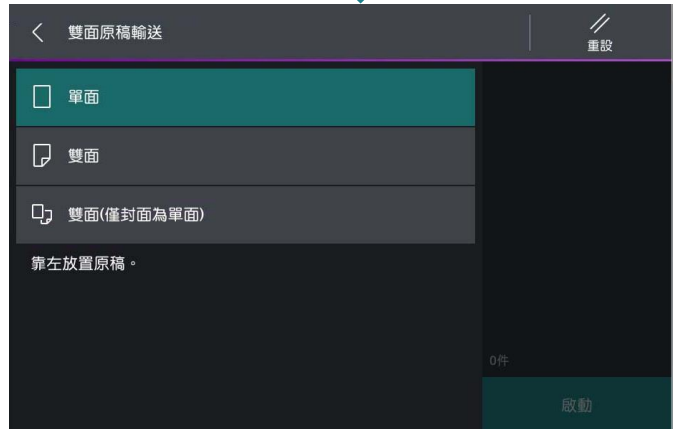 雙面原稿輸送
重設
單面
雙面
雙面(僅封面為單面)
靠左放置原稿。
0件
啟動